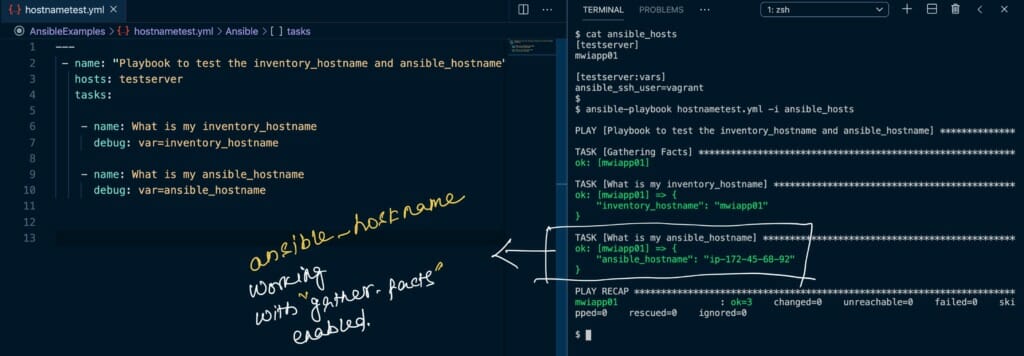 {..} hostnametest.yml ×
AnsibleExamples > {..} hostnametest.yml > Ansible > [ ] tasks
1 ---
2 - name: "Playbook to test the inventory_hostname and ansible_hostname"
3 hosts: testserver
4 tasks:
5
6 - name: What is my inventory_hostname
7 debug: var=inventory_hostname
8
9 - name: What is my ansible_hostname
10 debug: var=ansible_hostname
11
12
13
ansible_hostname
working
with "gather-facts"
enabled.
TERMINAL PROBLEMS ... 1: zsh
$ cat ansible_hosts
[testserver]
mwiapp01
[testserver:vars]
ansible_ssh_user=vagrant
$
$ ansible-playbook hostnametest.yml -i ansible_hosts
PLAY [Playbook to test the inventory_hostname and ansible_hostname] **************
TASK [Gathering Facts] ***********************************************************
ok: [mwiapp01]
TASK [What is my inventory_hostname] *********************************************
ok: [mwiapp01] => {
"inventory_hostname": "mwiapp01"
}
TASK [What is my ansible_hostname] ***********************************************
ok: [mwiapp01] => {
"ansible_hostname": "ip-172-45-68-92"
}
PLAY RECAP ***********************************************************************
mwiapp01 : ok=3 changed=0 unreachable=0 failed=0 ski
pped=0 rescued=0 ignored=0
$